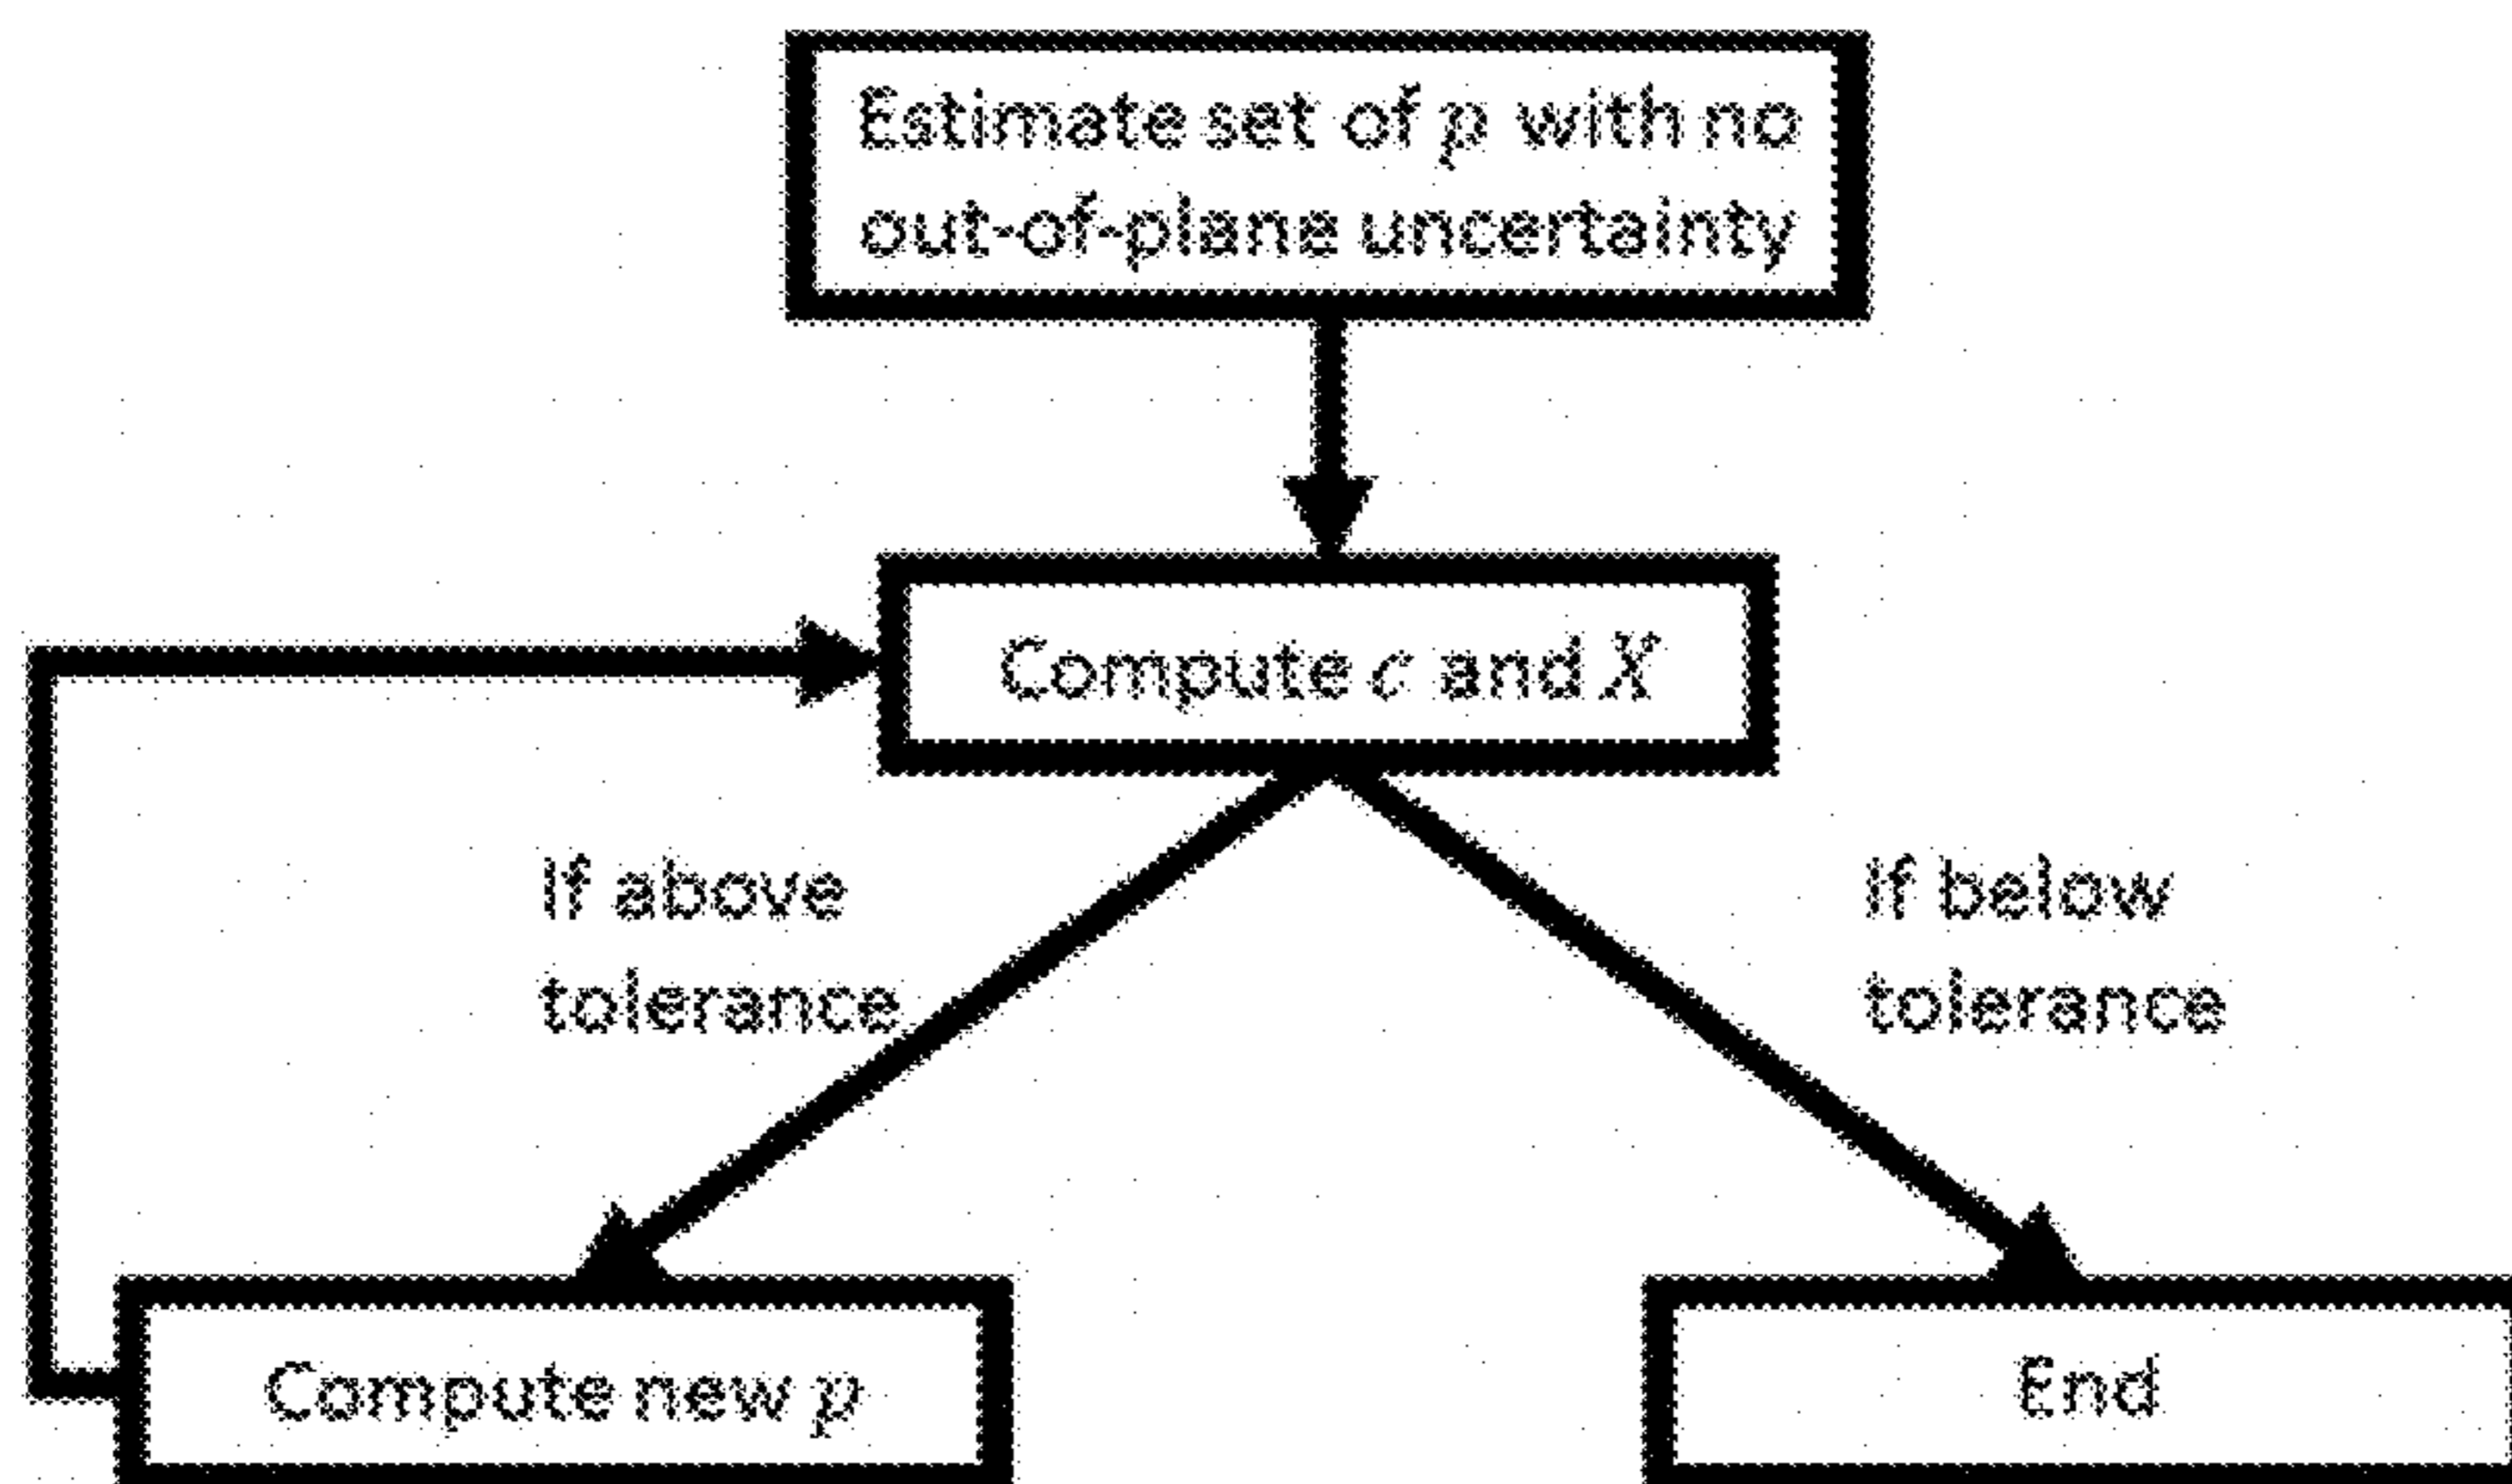 Estimate set of p with no
out-of-plane uncertainty
Compute c and X
If above
tolerance
If below
tolerance
Compute new p
End